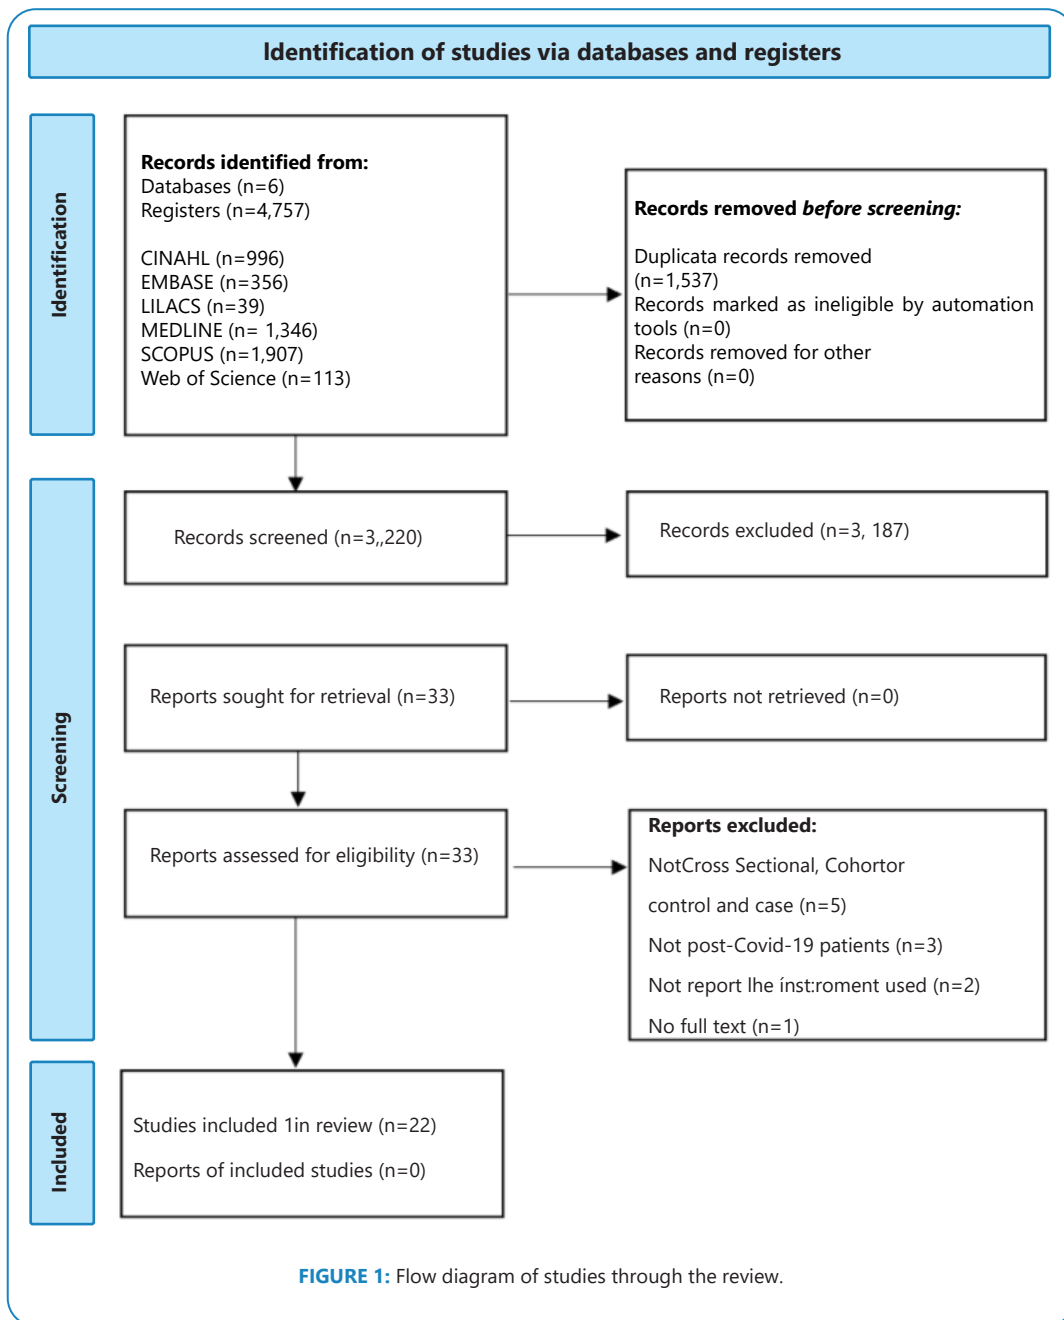 Identification of studies via databases and registers
Identification
Records identified from:
Databases (n=6)
Registers (n=4,757)
CINAHL (n=996)
EMBASE (n=356)
LILACS (n=39)
MEDLINE (n= 1,346)
SCOPUS (n=1,907)
Web of Science (n=113)
Records removed before screening:
Duplicata records removed
(n=1,537)
Records marked as ineligible by automation
tools (n=0)
Records removed for other
reasons (n=0)
Screening
Records screened (n=3,,220)
Records excluded (n=3, 187)
Reports sought for retrieval (n=33)
Reports not retrieved (n=0)
Reports assessed for eligibility (n=33)
Reports excluded:
NotCross Sectional, Cohortor
control and case (n=5)
Not post-Covid-19 patients (n=3)
Not report lhe ínst:roment used (n=2)
No full text (n=1)
Included
Studies included 1in review (n=22)
Reports of included studies (n=0)
FIGURE 1: Flow diagram of studies through the review.